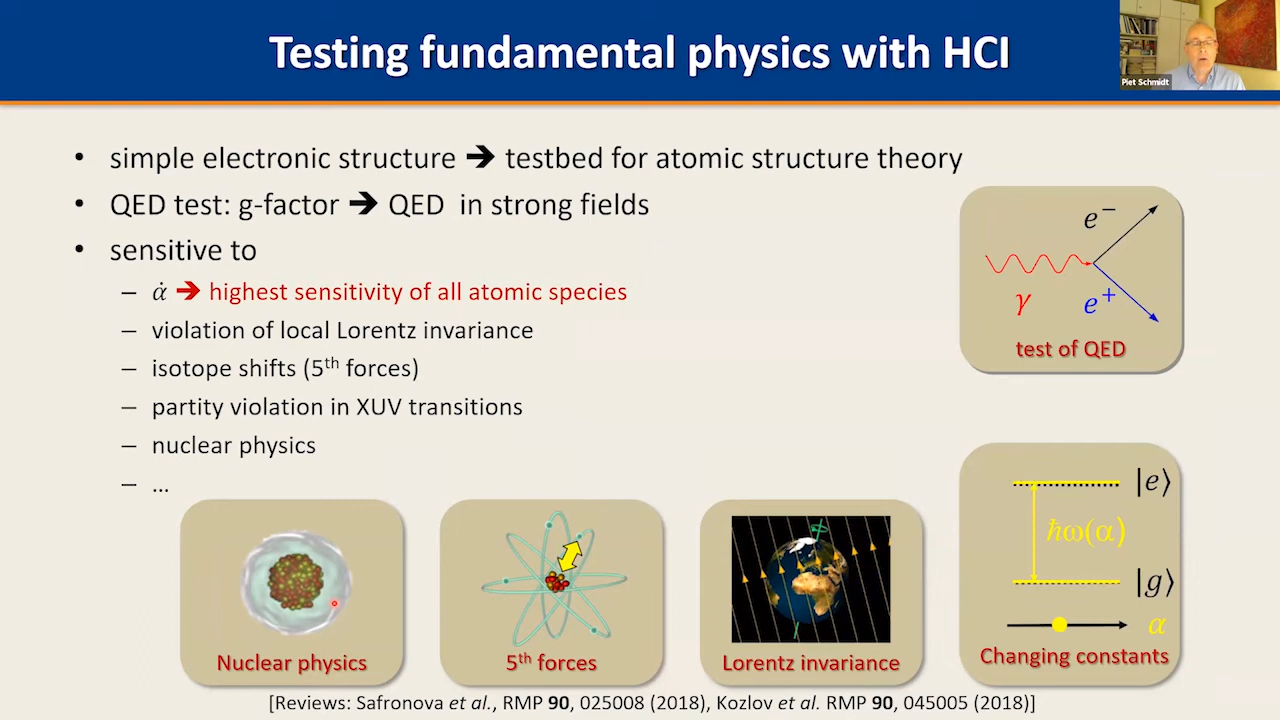 Testing fundamental physics with HCI
Piet Schmidt
• simple electronic structure ➔ testbed for atomic structure theory
• QED test: g-factor ➔ QED in strong fields
• sensitive to
– α̇ ➔ highest sensitivity of all atomic species
– violation of local Lorentz invariance
– isotope shifts (5th forces)
– partity violation in XUV transitions
– nuclear physics
– ...
e⁻
γ
e⁺
test of QED
|e⟩
ħω(α)
|g⟩
α
Changing constants
Nuclear physics
5th forces
Lorentz invariance
[Reviews: Safronova et al., RMP 90, 025008 (2018), Kozlov et al. RMP 90, 045005 (2018)]